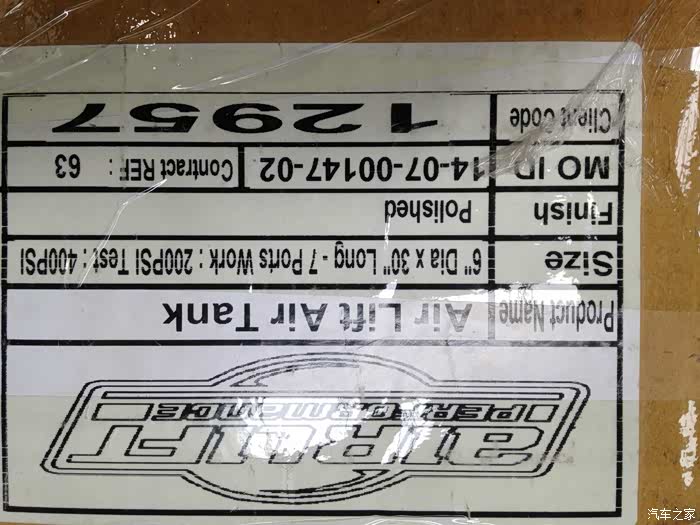 AIRLIFT
PERFORMANCE
Product Name Air Lift Air Tank
Size 6" Dia x 30" Long - 7 Ports Work : 200PSI Test : 400PSI
Finish Polished
MO ID 14-07-00147-02 Contract REF : 63
Client Code 12957
汽车之家